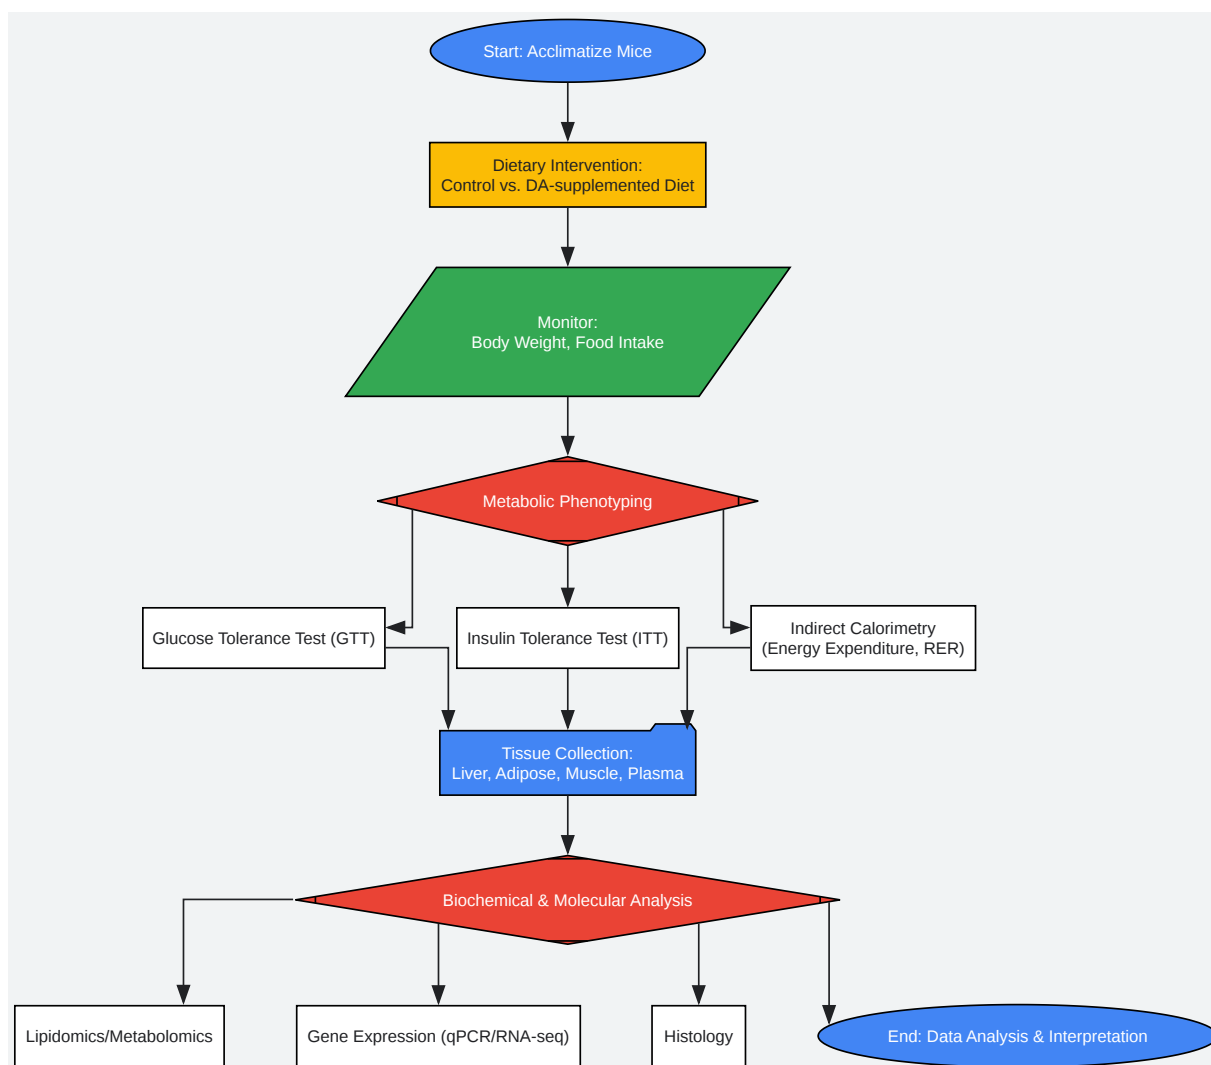 Start: Acclimatize Mice
Dietary Intervention:
Control vs. DA-supplemented Diet
Monitor:
Body Weight, Food Intake
Metabolic Phenotyping
Glucose Tolerance Test (GTT)
Insulin Tolerance Test (ITT)
Indirect Calorimetry
(Energy Expenditure, RER)
Tissue Collection:
Liver, Adipose, Muscle, Plasma
Biochemical & Molecular Analysis
Lipidomics/Metabolomics
Gene Expression (qPCR/RNA-seq)
Histology
End: Data Analysis & Interpretation